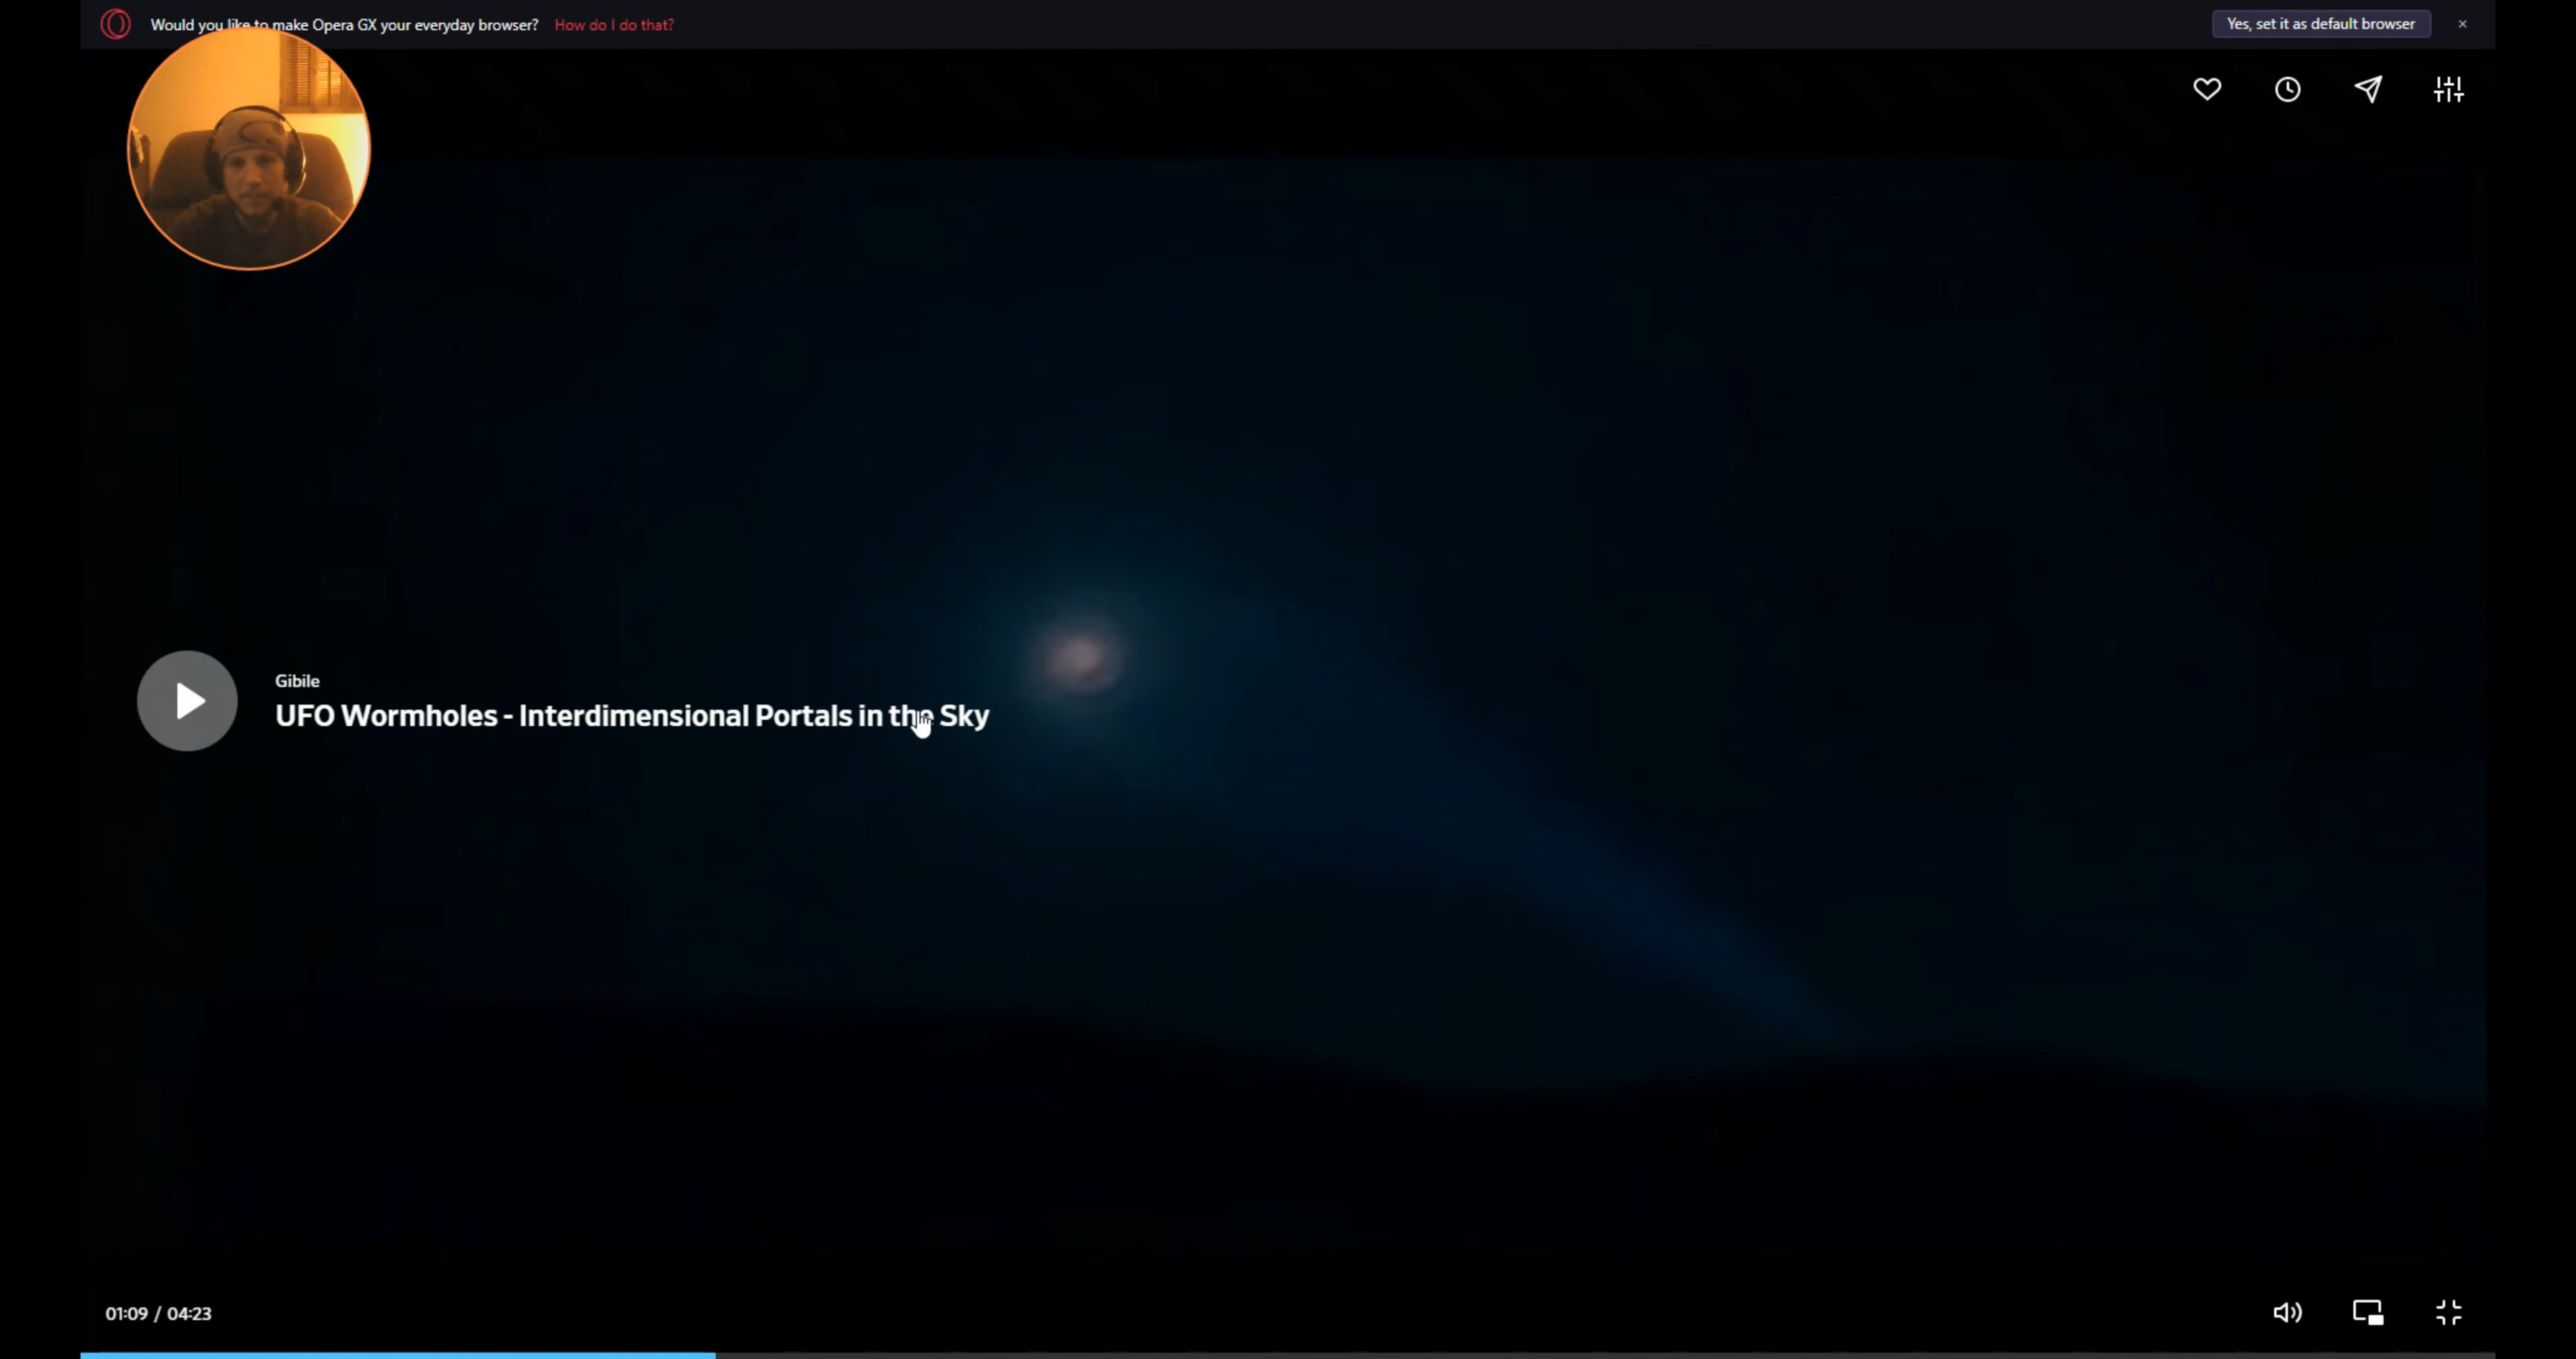 Would you like to make Opera GX your everyday browser? How do I do that? Yes, set it as default browser
Gibile
UFO Wormholes - Interdimensional Portals in the Sky
01:09 / 04:23